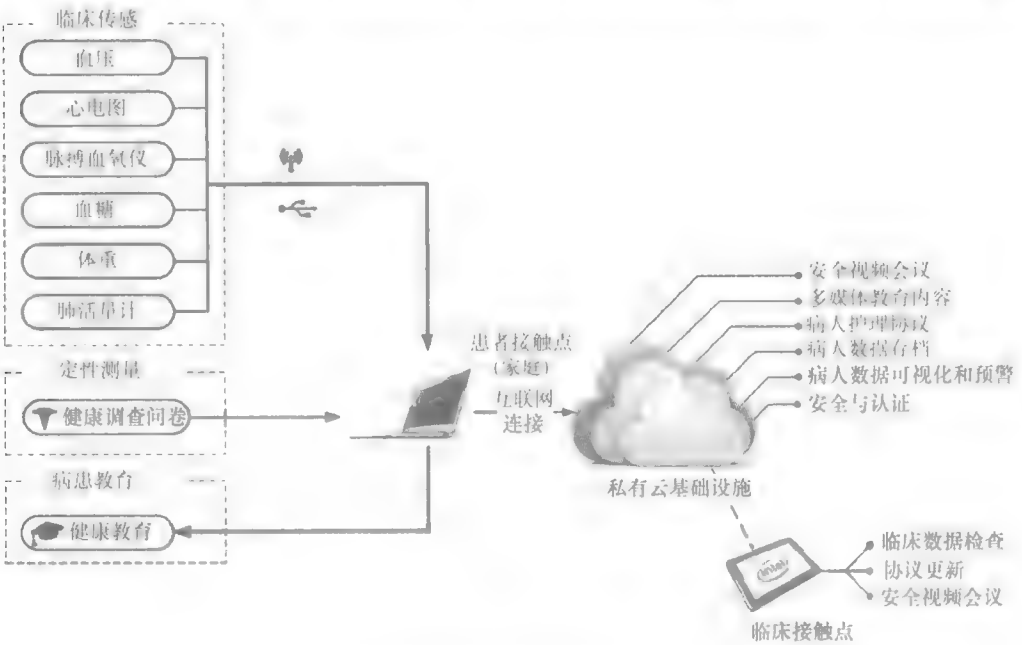 临床传感
血压
心电图
脉搏血氧仪
血糖
体重
肺活量计
定性测量
健康调查问卷
病患教育
健康教育
患者接触点
(家庭)
互联网
连接
安全视频会议
多媒体教育内容
病人护理协议
病人数据存档
病人数据可视化和预警
安全与认证
私有云基础设施
intel
临床数据检查
协议更新
安全视频会议
临床接触点